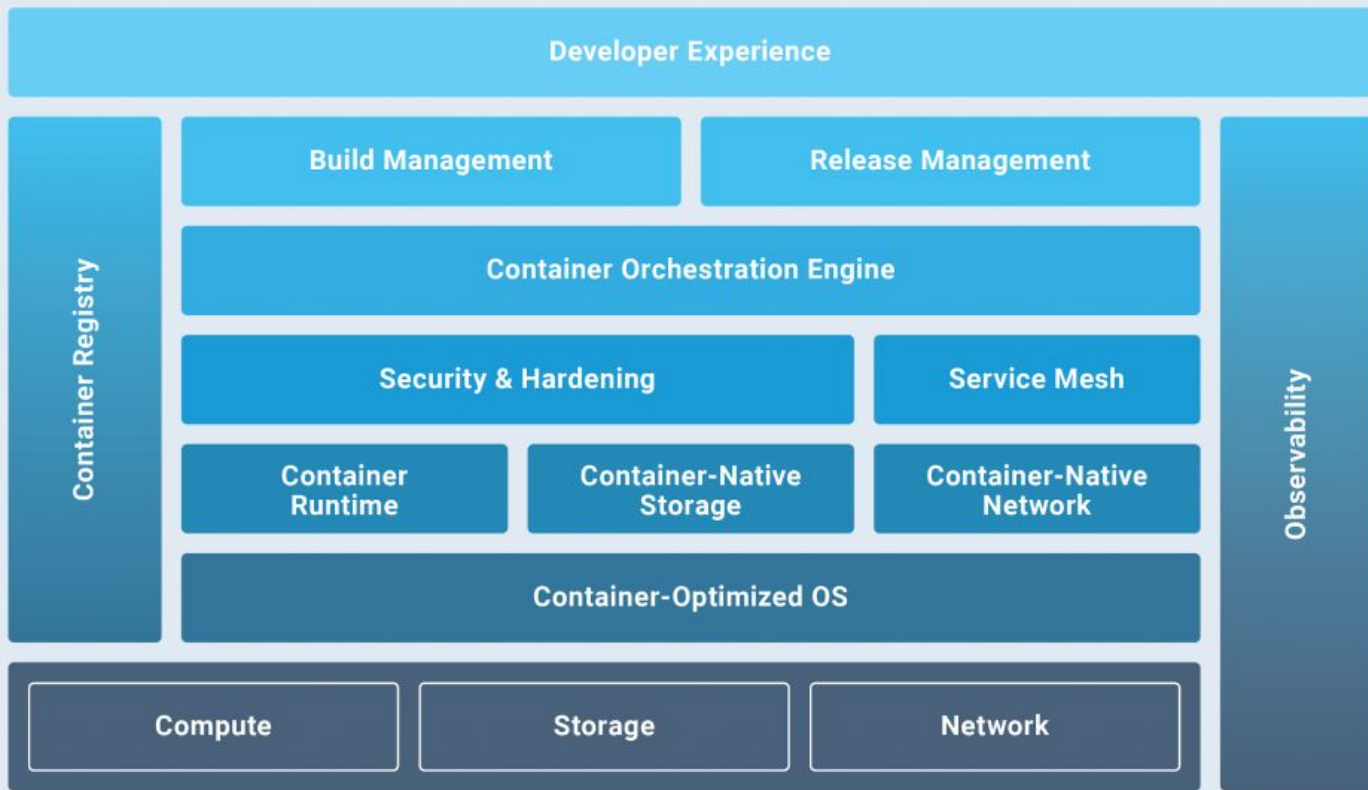 Developer Experience
Container Registry
Build Management
Release Management
Container Orchestration Engine
Security & Hardening
Service Mesh
Container
Runtime
Container-Native
Storage
Container-Native
Network
Container-Optimized OS
Observability
Compute
Storage
Network